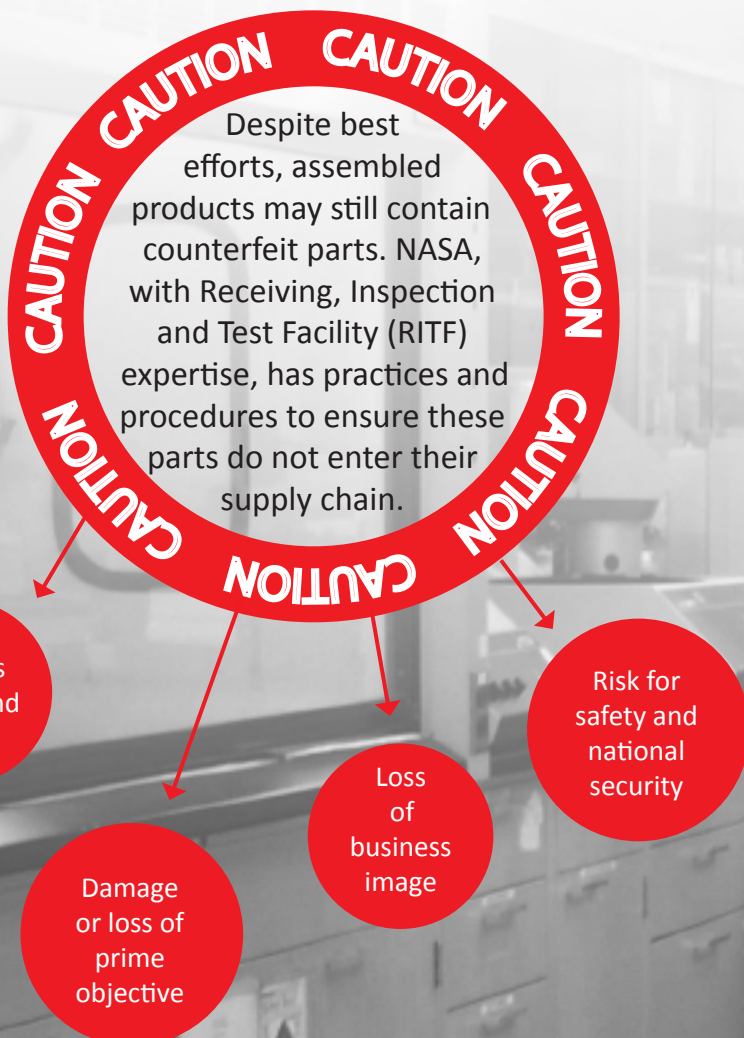 CAUTION CAUTION CAUTION CAUTION CAUTION CAUTION CAUTION CAUTION
Despite best
efforts, assembled
products may still contain
counterfeit parts. NASA,
with Receiving, Inspection
and Test Facility (RITF)
expertise, has practices and
procedures to ensure these
parts do not enter their
supply chain.
Risk for
safety and
national
security
Loss
of
business
image
Damage
or loss of
prime
objective